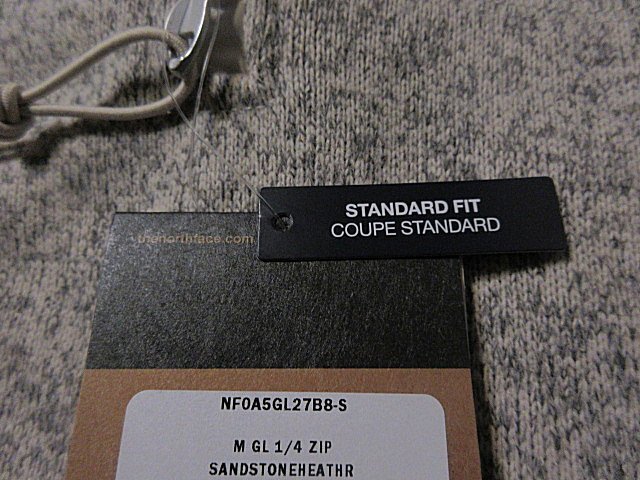 STANDARD FIT
COUPE STANDARD
thenorthface.com
NF0A5GL27B8-S
M GL 1/4 ZIP
SANDSTONEHEATHR